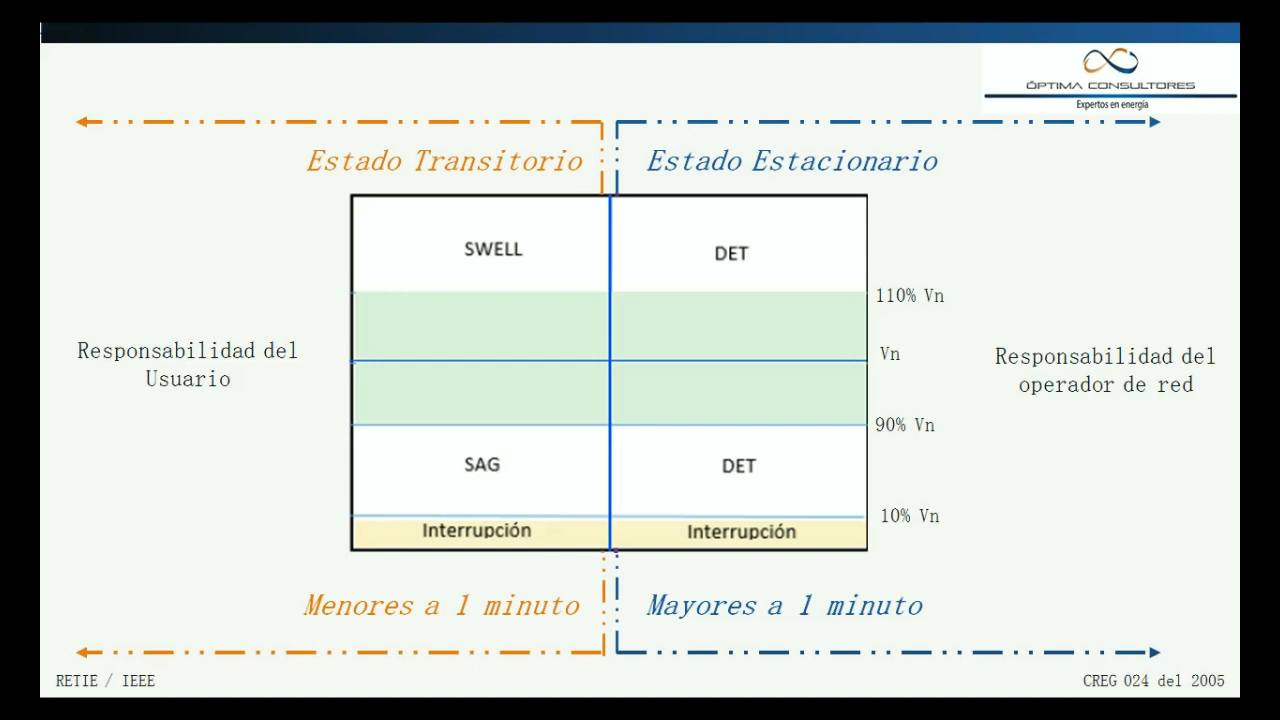 ÓPTIMA CONSULTORES
Expertos en energía
Estado Transitorio
Estado Estacionario
SWELL
DET
110% Vn
Vn
Responsabilidad del
Usuario
Responsabilidad del
operador de red
90% Vn
SAG
DET
10% Vn
Interrupción
Interrupción
Menores a 1 minuto
Mayores a 1 minuto
RETIE / IEEE
CREG 024 del 2005